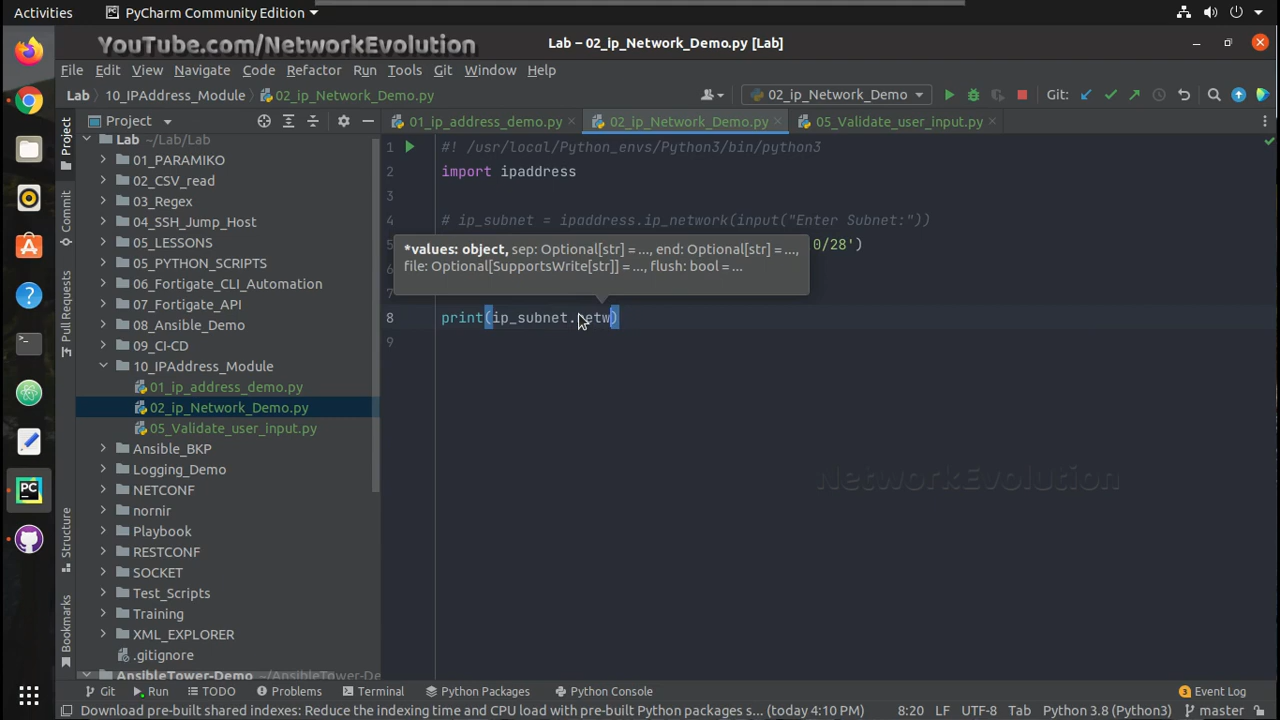 Activities PyCharm Community Edition
YouTube.com/NetworkEvolution
Lab – 02_ip_Network_Demo.py [Lab]
File Edit View Navigate Code Refactor Run Tools Git Window Help
Lab 10_IPAddress_Module 02_ip_Network_Demo.py 02_ip_Network_Demo Git:
Project 01_ip_address_demo.py 02_ip_Network_Demo.py 05_Validate_user_input.py
Project
Commit
Pull Requests
Structure
Bookmarks
Lab ~/Lab/Lab
01_PARAMIKO
02_CSV_read
03_Regex
04_SSH_Jump_Host
05_LESSONS
05_PYTHON_SCRIPTS
06_Fortigate_CLI_Automation
07_Fortigate_API
08_Ansible_Demo
09_CI-CD
10_IPAddress_Module
01_ip_address_demo.py
02_ip_Network_Demo.py
05_Validate_user_input.py
Ansible_BKP
Logging_Demo
NETCONF
nornir
Playbook
RESTCONF
SOCKET
Test_Scripts
Training
XML_EXPLORER
.gitignore
AnsibleTower-Demo ~/AnsibleTower-De
1 #! /usr/local/Python_envs/Python3/bin/python3
2 import ipaddress
3
4 # ip_subnet = ipaddress.ip_network(input("Enter Subnet:"))
5 0/28')
*values: object, sep: Optional[str] = ..., end: Optional[str] = ...,
file: Optional[SupportsWrite[str]] = ..., flush: bool = ...
8 print(ip_subnet.netw)
9
NetworkEvolution
Git Run TODO Problems Terminal Python Packages Python Console 3 Event Log
Download pre-built shared indexes: Reduce the indexing time and CPU load with pre-built Python packages s... (today 4:10 PM) 8:20 LF UTF-8 Tab Python 3.8 (Python3) master